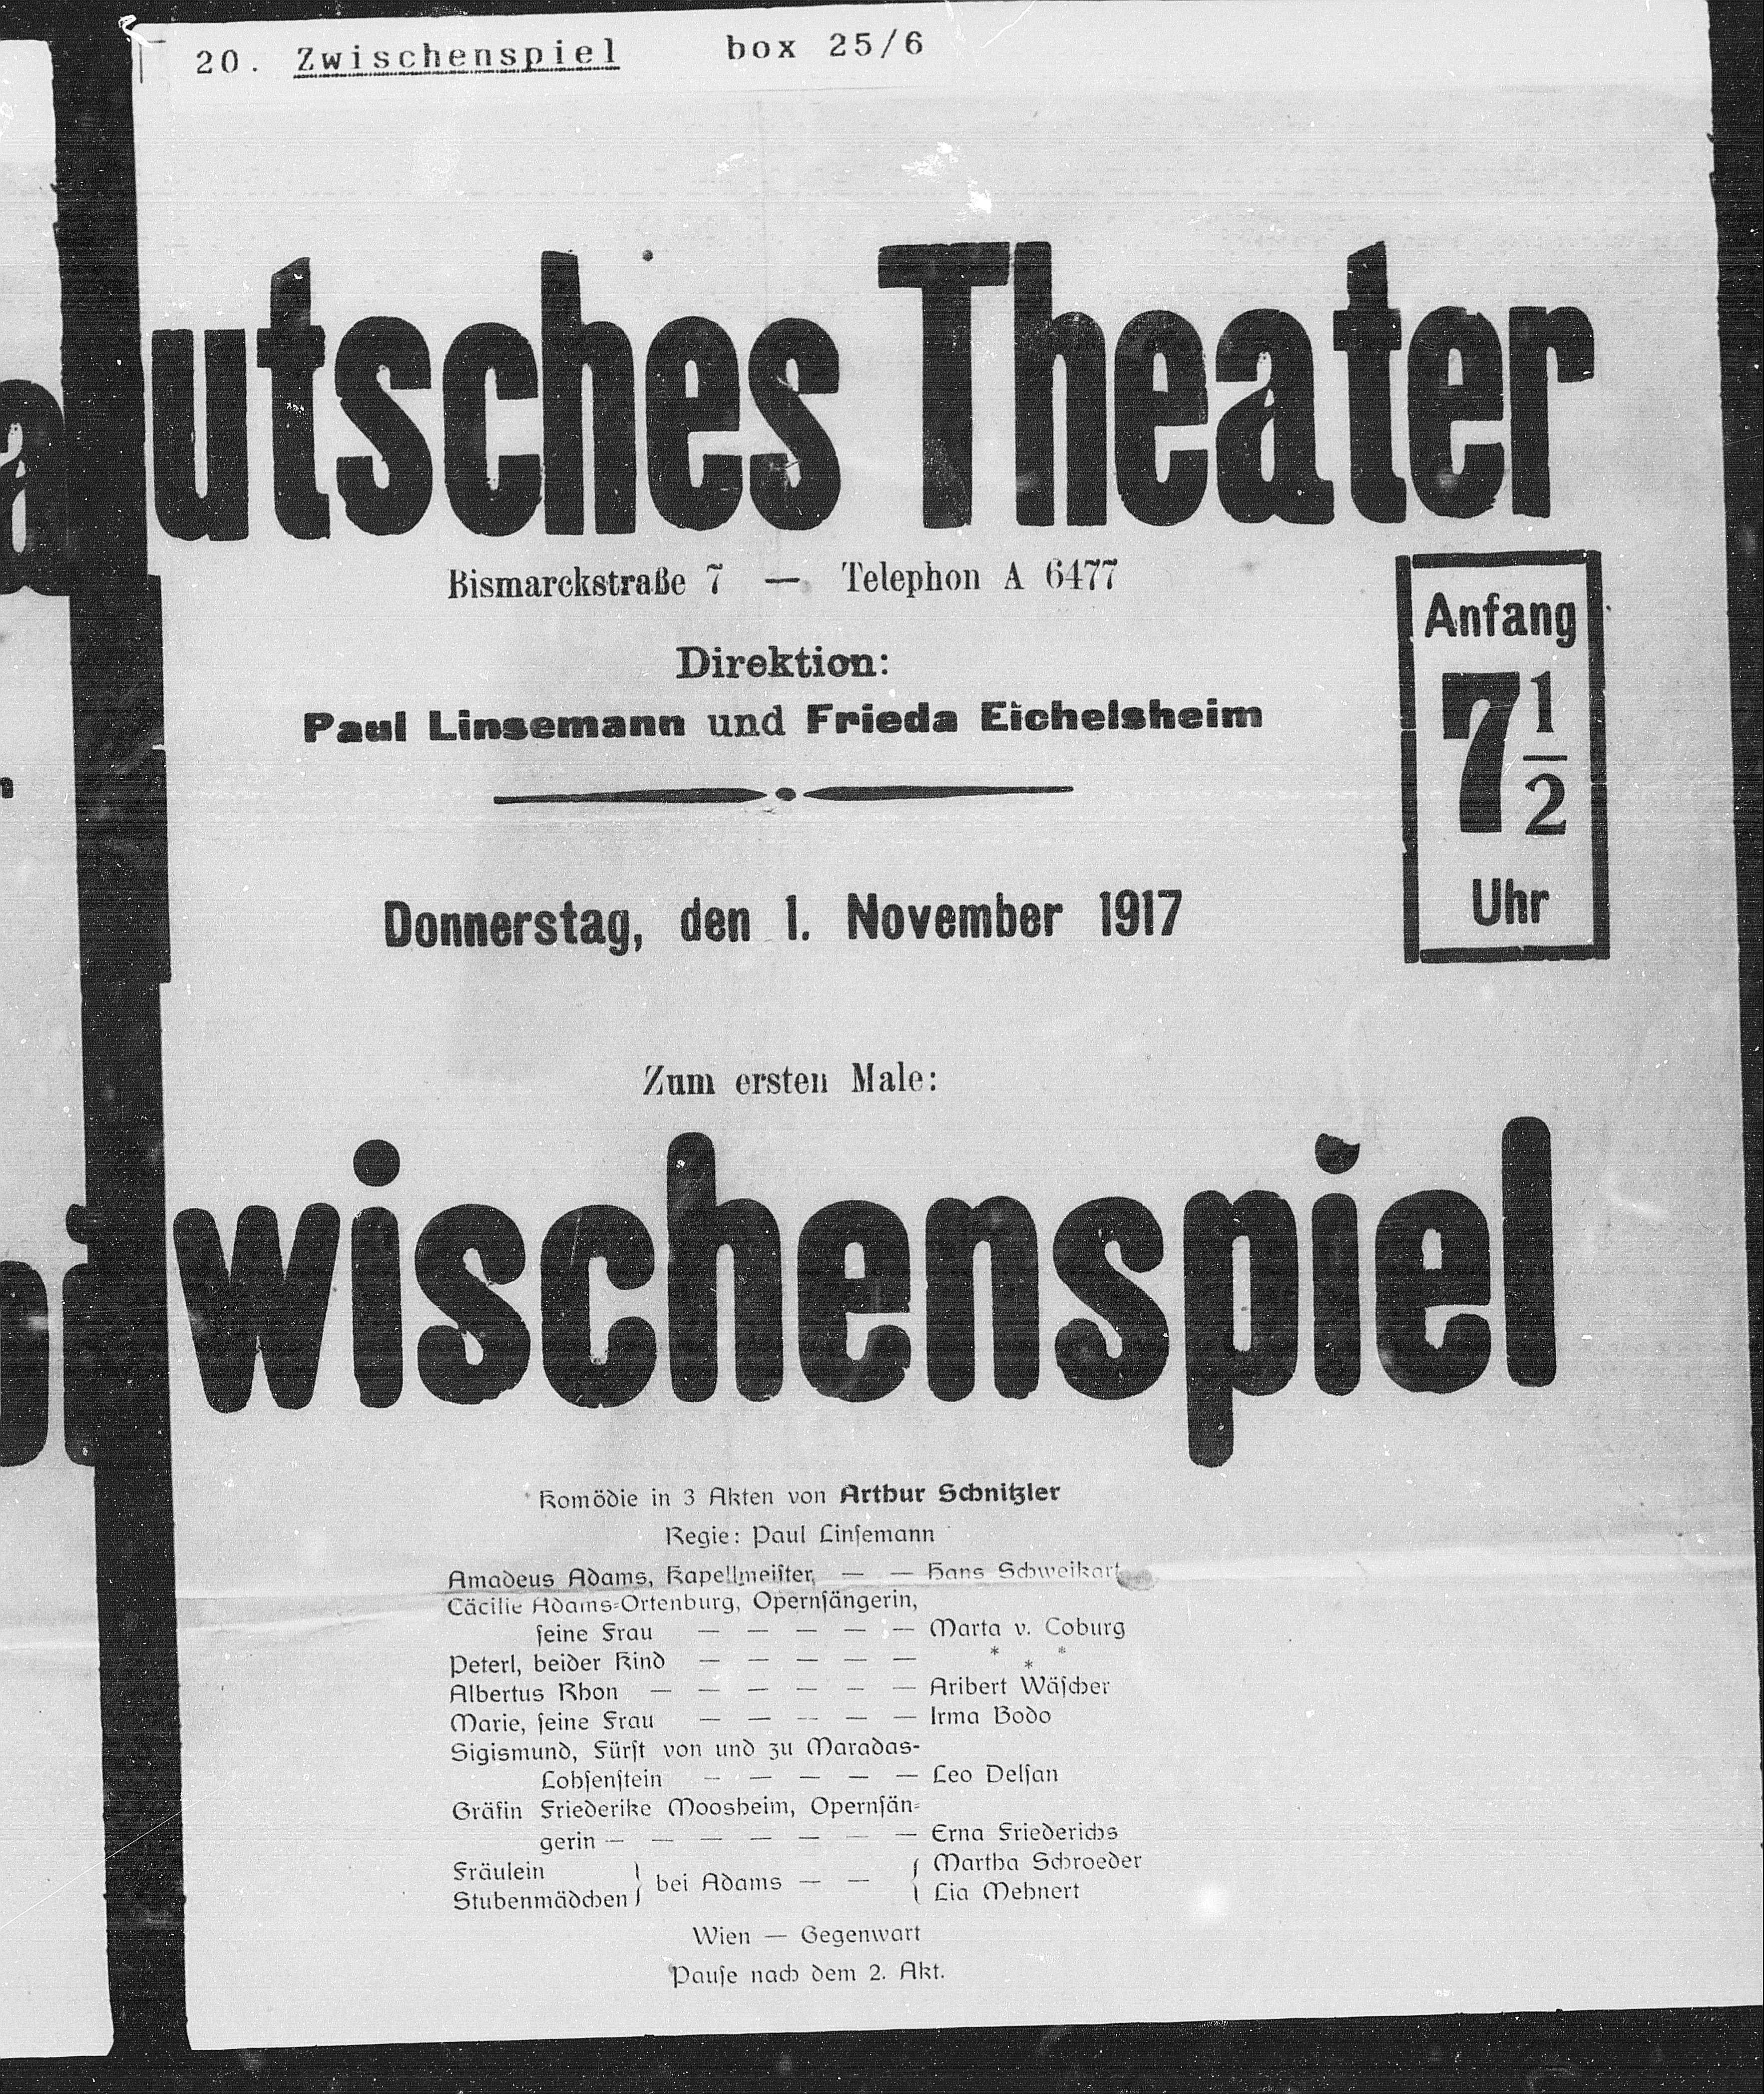 20. Zwischenspiel box 25/6
utsches Theater
Bismarckstraße 7 — Telephon A 6477
Direktion:
Paul Linsemann und Frieda Eichelsheim
Anfang
7 1/2
Uhr
Donnerstag, den 1. November 1917
Zum ersten Male:
wischenspiel
Komödie in 3 Akten von Arthur Schnitzler
Regie: Paul Linſemann
Amadeus Adams, Kapellmeiſter, — — Hans Schweikart
Cäcilie Adams-Ortenburg, Opernſängerin,
ſeine Frau — — — — — Marta v. Coburg
Peterl, beider Kind — — — — — * * *
Albertus Rhon — — — — — — Aribert Wäſcher
Marie, ſeine Frau — — — — — Irma Bodo
Sigismund, Fürſt von und zu Maradas-
Lohſenſtein — — — — — Leo Delſan
Gräfin Friederike Moosheim, Opernſän-
gerin — — — — — — — Erna Friederichs
Fräulein } bei Adams — — { Martha Schroeder
Stubenmädchen } { Lia Mehnert
Wien — Gegenwart
Pauſe nach dem 2. Akt.